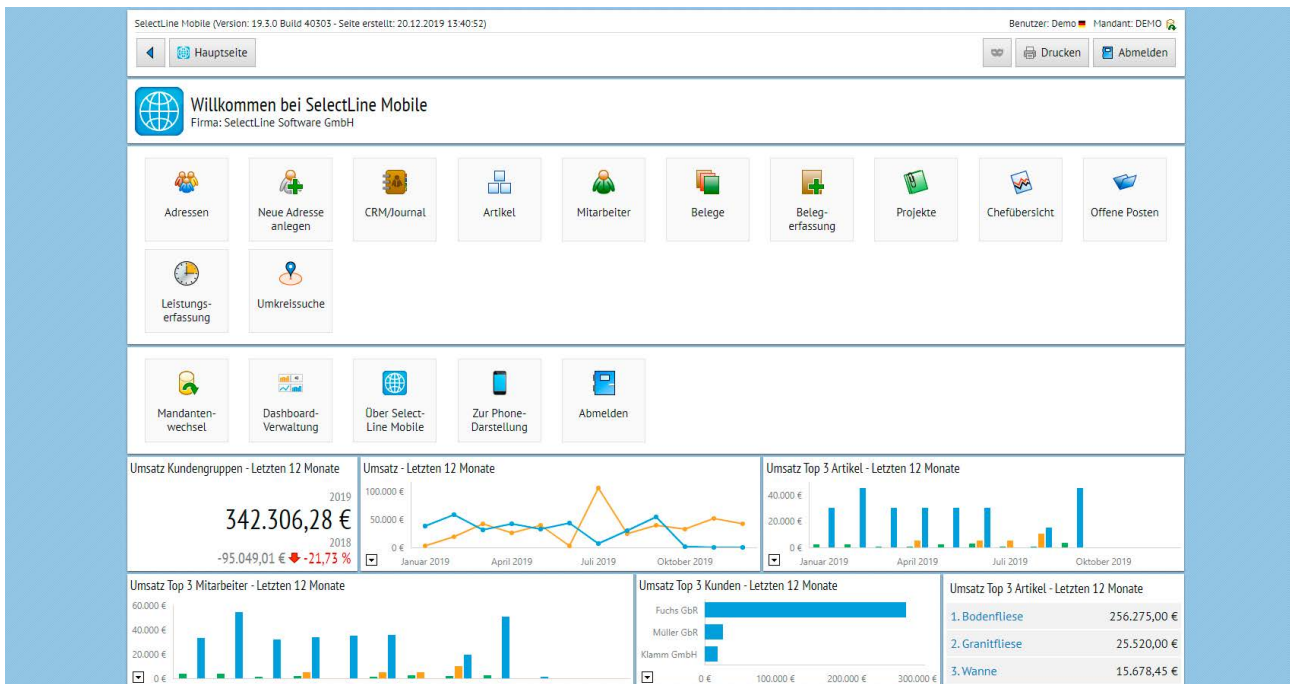 SelectLine Mobile (Version: 19.3.0 Build 40303 - Seite erstellt: 20.12.2019 13:40:52)
Benutzer: Demo Mandant: DEMO
Hauptseite
Drucken
Abmelden
Willkommen bei SelectLine Mobile
Firma: SelectLine Software GmbH
Adressen
Neue Adresse
anlegen
CRM/Journal
Artikel
Mitarbeiter
Belege
Beleg-
erfassung
Projekte
Chefübersicht
Offene Posten
Leistungs-
erfassung
Umkreissuche
Mandanten-
wechsel
Dashboard-
Verwaltung
Über Select-
Line Mobile
Zur Phone-
Darstellung
Abmelden
Umsatz Kundengruppen - Letzten 12 Monate
2019
342.306,28 €
2018
-95.049,01 € -21,73 %
Umsatz - Letzten 12 Monate
100.000 €
50.000 €
0 €
Januar 2019 April 2019 Juli 2019 Oktober 2019
Umsatz Top 3 Artikel - Letzten 12 Monate
40.000 €
20.000 €
0 €
Januar 2019 April 2019 Juli 2019 Oktober 2019
Umsatz Top 3 Mitarbeiter - Letzten 12 Monate
60.000 €
40.000 €
20.000 €
0 €
Umsatz Top 3 Kunden - Letzten 12 Monate
Fuchs GbR
Müller GbR
Klamm GmbH
0 € 100.000 € 200.000 € 300.000 €
Umsatz Top 3 Artikel - Letzten 12 Monate
1. Bodenfliese 256.275,00 €
2. Granitfliese 25.520,00 €
3. Wanne 15.678,45 €